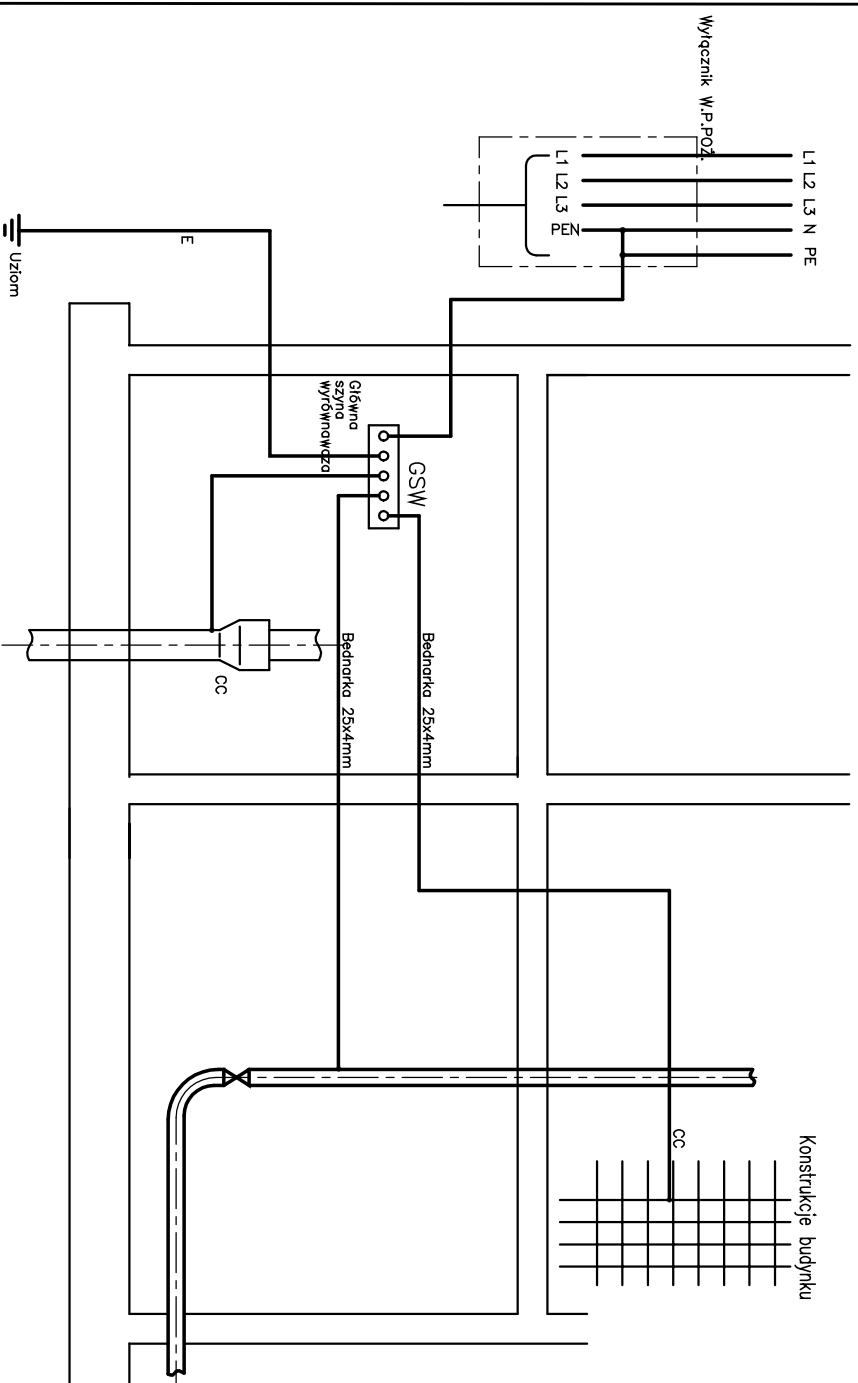 Wyłącznik W.P.POŻ.
L1 L2 L3 N PE
L1 L2 L3
PEN
E
Uziom
Główna
szyna
wyrównawcza
GSW
CC
Bednarka 25x4mm
Bednarka 25x4mm
CC
Konstrukcje budynku